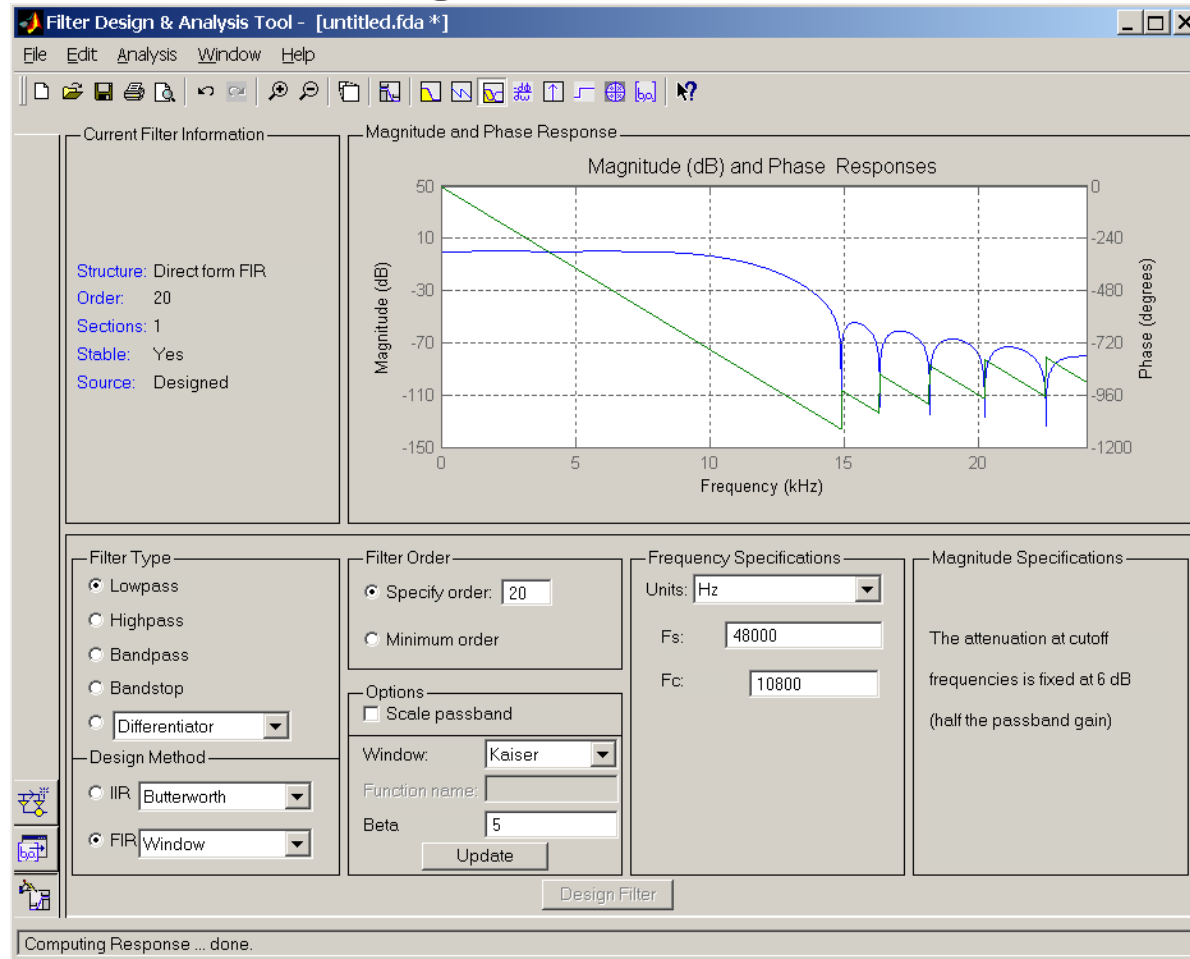 Filter Design & Analysis Tool - [untitled.fda *]
File Edit Analysis Window Help
Current Filter Information
Structure: Direct form FIR
Order: 20
Sections: 1
Stable: Yes
Source: Designed
Magnitude and Phase Response
Magnitude (dB) and Phase Responses
50
10
-30
-70
-110
-150
Magnitude (dB)
0
-240
-480
-720
-960
-1200
Phase (degrees)
0 5 10 15 20
Frequency (kHz)
Filter Type
Lowpass
Highpass
Bandpass
Bandstop
Differentiator
Design Method
IIR Butterworth
FIR Window
Filter Order
Specify order: 20
Minimum order
Options
Scale passband
Window: Kaiser
Function name:
Beta 5
Update
Frequency Specifications
Units: Hz
Fs: 48000
Fc: 10800
Magnitude Specifications
The attenuation at cutoff
frequencies is fixed at 6 dB
(half the passband gain)
Design Filter
Computing Response ... done.